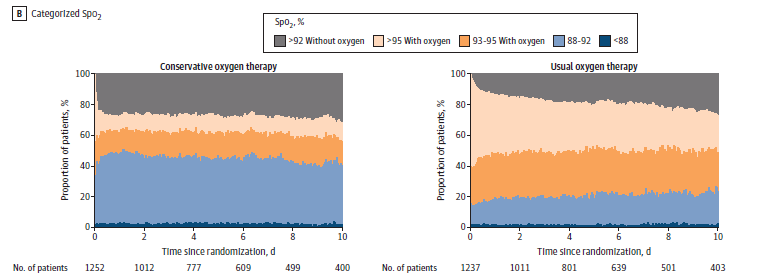 B Categorized Spo2
Spo2, %
>92 Without oxygen >95 With oxygen 93-95 With oxygen 88-92 <88
Conservative oxygen therapy
Proportion of patients, %
100
80
60
40
20
0
0 2 4 6 8 10
Time since randomization, d
No. of patients 1252 1012 777 609 499 400
Usual oxygen therapy
Proportion of patients, %
100
80
60
40
20
0
0 2 4 6 8 10
Time since randomization, d
No. of patients 1237 1011 801 639 501 403